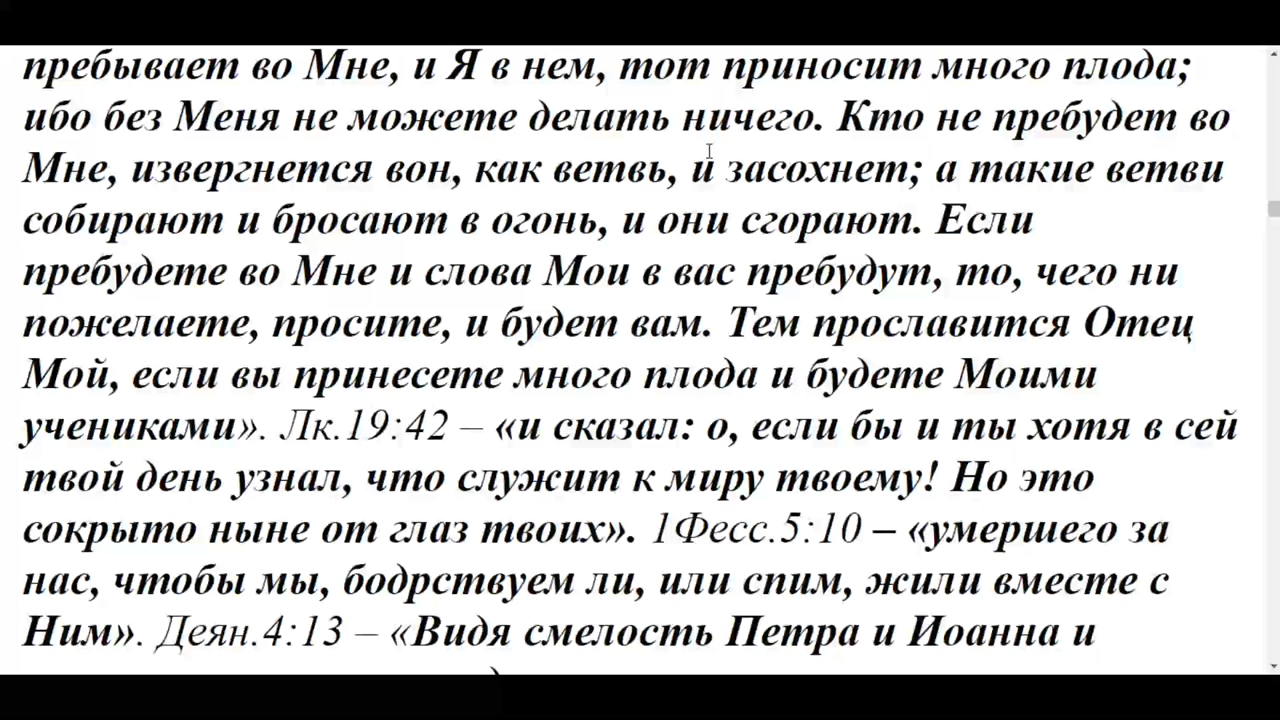 пребывает во Мне, и Я в нем, тот приносит много плода;
ибо без Меня не можете делать ничего. Кто не пребудет во
Мне, извергнется вон, как ветвь, и засохнет; а такие ветви
собирают и бросают в огонь, и они сгорают. Если
пребудете во Мне и слова Мои в вас пребудут, то, чего ни
пожелаете, просите, и будет вам. Тем прославится Отец
Мой, если вы принесете много плода и будете Моими
учениками». Лк.19:42 – «и сказал: о, если бы и ты хотя в сей
твой день узнал, что служит к миру твоему! Но это
сокрыто ныне от глаз твоих». 1Фесс.5:10 – «умершего за
нас, чтобы мы, бодрствуем ли, или спим, жили вместе с
Ним». Деян.4:13 – «Видя смелость Петра и Иоанна и